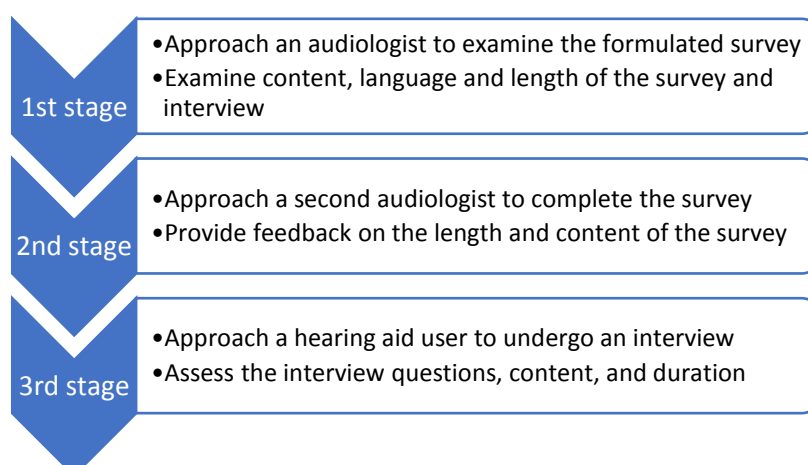 1st stage
•Approach an audiologist to examine the formulated survey
•Examine content, language and length of the survey and
interview
2nd stage
•Approach a second audiologist to complete the survey
•Provide feedback on the length and content of the survey
3rd stage
•Approach a hearing aid user to undergo an interview
•Assess the interview questions, content, and duration